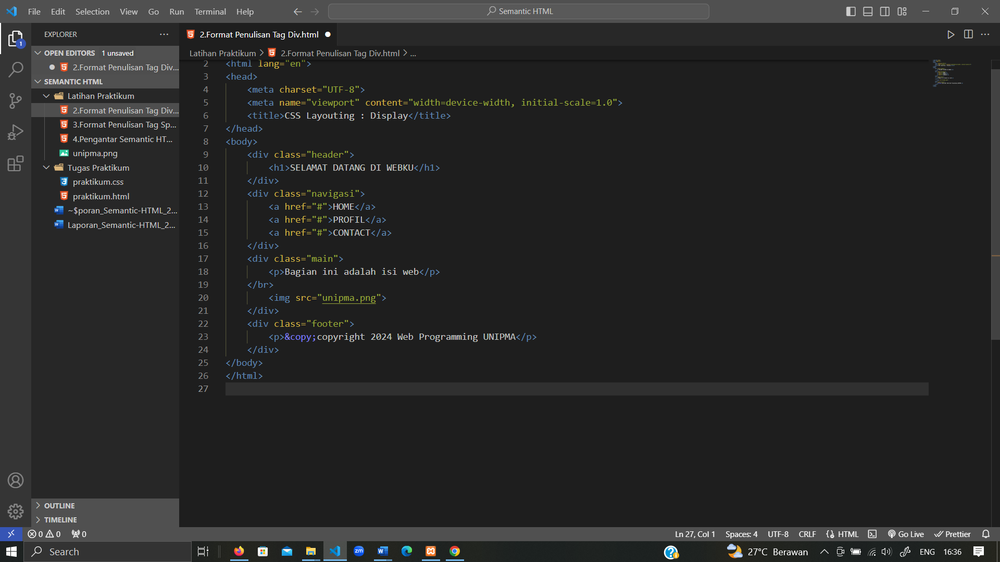 File Edit Selection View Go Run Terminal Help
Semantic HTML
EXPLORER
OPEN EDITORS 1 unsaved
2.Format Penulisan Tag Div...
SEMANTIC HTML
Latihan Praktikum
2.Format Penulisan Tag Div...
3.Format Penulisan Tag Sp...
4.Pengantar Semantic HT...
unipma.png
Tugas Praktikum
praktikum.css
praktikum.html
~$poran_Semantic-HTML_2...
Laporan_Semantic-HTML_2...
OUTLINE
TIMELINE
2.Format Penulisan Tag Div.html
Latihan Praktikum > 2.Format Penulisan Tag Div.html > ...
2 <html lang="en">
3 <head>
4 <meta charset="UTF-8">
5 <meta name="viewport" content="width=device-width, initial-scale=1.0">
6 <title>CSS Layouting : Display</title>
7 </head>
8 <body>
9 <div class="header">
10 <h1>SELAMAT DATANG DI WEBKU</h1>
11 </div>
12 <div class="navigasi">
13 <a href="#">HOME</a>
14 <a href="#">PROFIL</a>
15 <a href="#">CONTACT</a>
16 </div>
17 <div class="main">
18 <p>Bagian ini adalah isi web</p>
19 </br>
20 <img src="unipma.png">
21 </div>
22 <div class="footer">
23 <p>&copy;copyright 2024 Web Programming UNIPMA</p>
24 </div>
25 </body>
26 </html>
27
0 0 0
Ln 27, Col 1 Spaces: 4 UTF-8 CRLF HTML Go Live Prettier
Search
zm
27°C Berawan
ENG 16:36